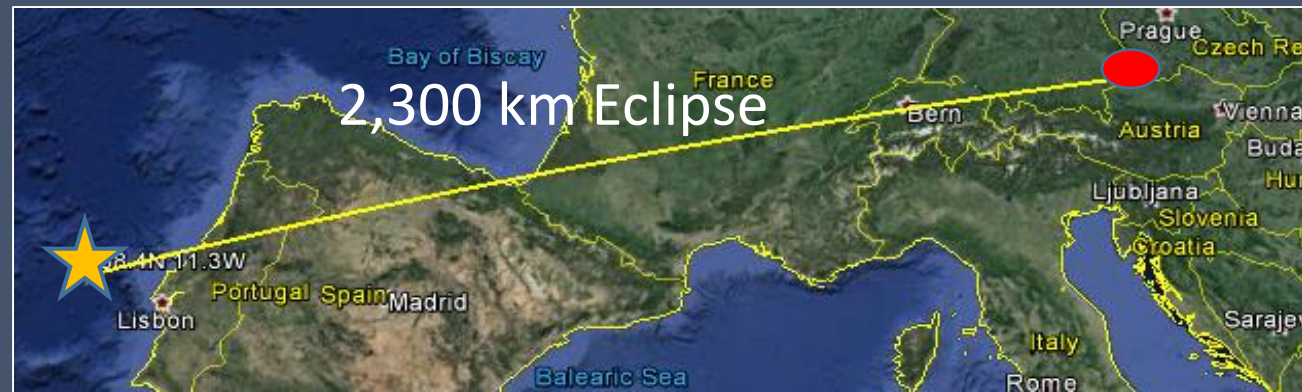 Prague
Czech Re
Bay of Biscay
France
2,300 km Eclipse
Bern
Vienna
Austria
Buda
Hu
Ljubljana
Slovenia
Croatia
8.4N 11.3W
Portugal Spain Madrid
Lisbon
Saraje
Italy
Balearic Sea
Rome